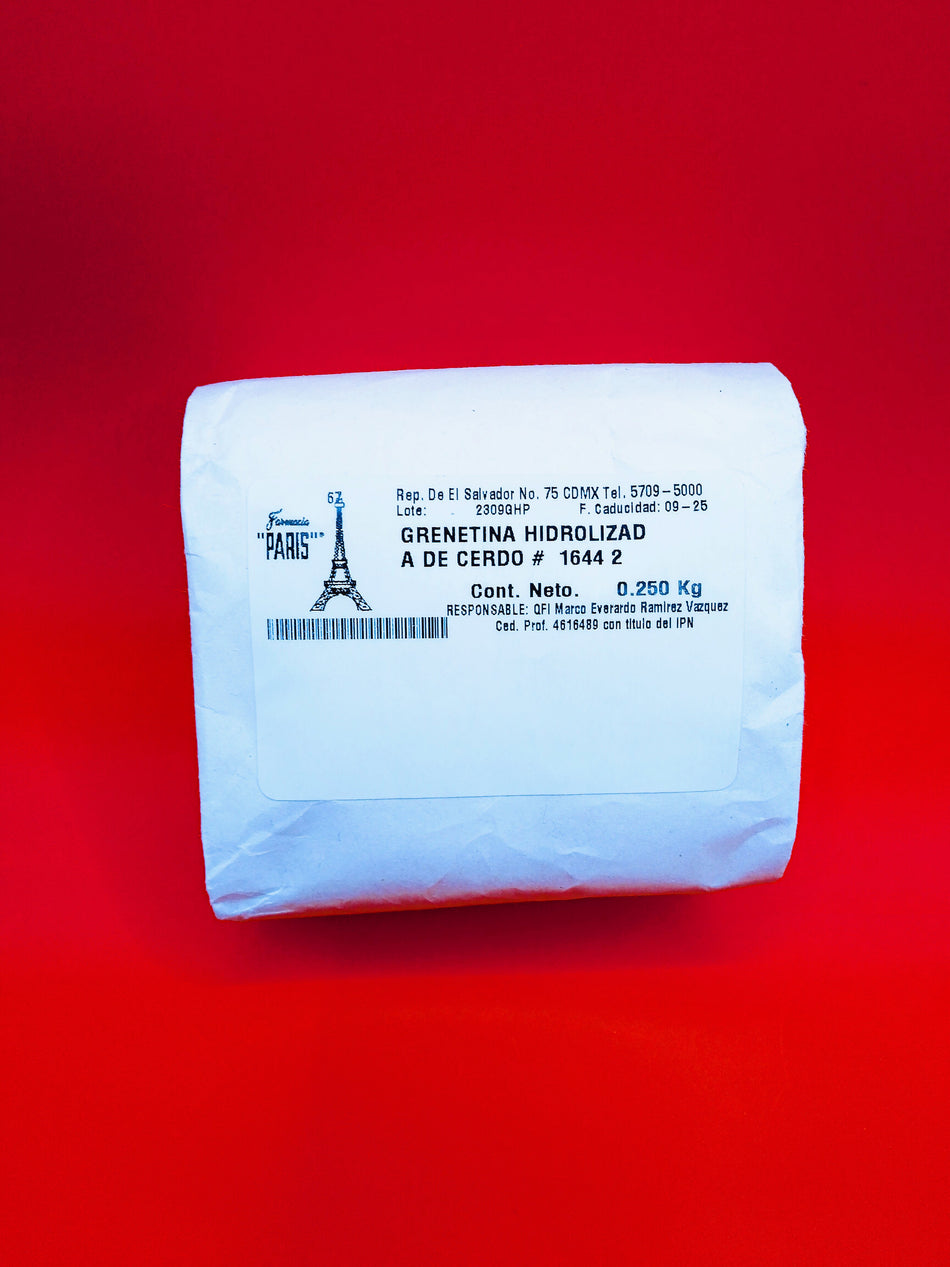 67
Farmacia
"PARIS"®
Rep. De El Salvador No. 75 CDMX Tel. 5709-5000
Lote: 2309GHP F. Caducidad: 09-25
GRENETINA HIDROLIZAD
A DE CERDO # 1644 2
Cont. Neto. 0.250 Kg
RESPONSABLE: QFI Marco Everardo Ramirez Vazquez
Ced. Prof. 4616489 con titulo del IPN